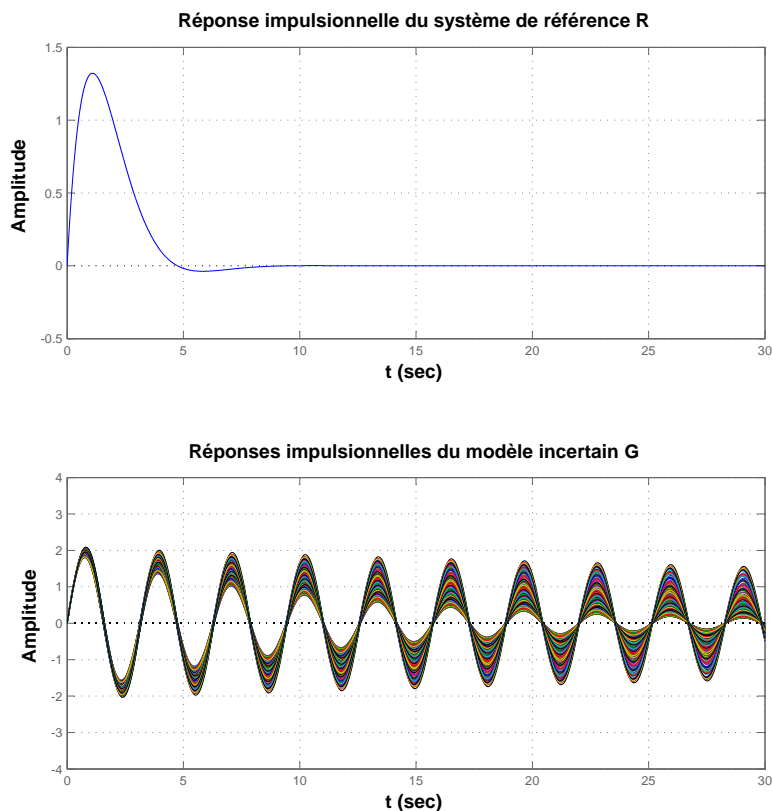 Réponse impulsionnelle du système de référence R
1.5
1
0.5
0
-0.5
Amplitude
0 5 10 15 20 25 30
t (sec)
Réponses impulsionnelles du modèle incertain G
4
3
2
1
0
-1
-2
-3
-4
Amplitude
0 5 10 15 20 25 30
t (sec)